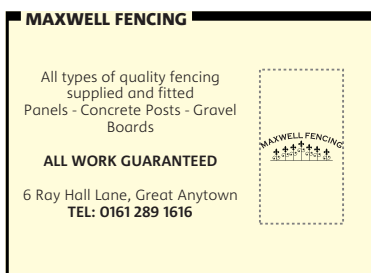 MAXWELL FENCING
All types of quality fencing
supplied and fitted
Panels - Concrete Posts - Gravel
Boards
ALL WORK GUARANTEED
6 Ray Hall Lane, Great Anytown
TEL: 0161 289 1616
MAXWELL FENCING